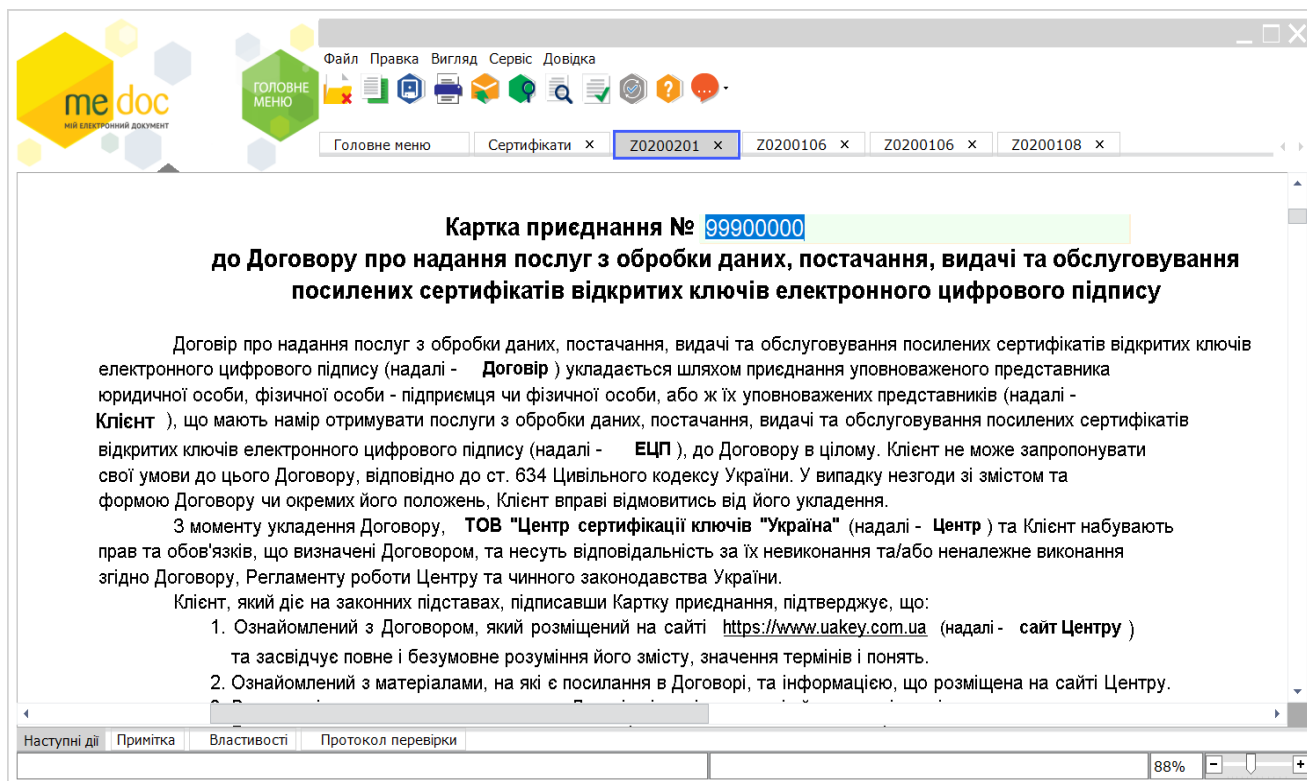 me doc
МІЙ ЕЛЕКТРОННИЙ ДОКУМЕНТ
ГОЛОВНЕ
МЕНЮ
Файл Правка Вигляд Сервіс Довідка
Головне меню Сертифікати × Z0200201 × Z0200106 × Z0200106 × Z0200108 ×
Картка приєднання № 99900000
до Договору про надання послуг з обробки даних, постачання, видачі та обслуговування
посилених сертифікатів відкритих ключів електронного цифрового підпису
Договір про надання послуг з обробки даних, постачання, видачі та обслуговування посилених сертифікатів відкритих ключів
електронного цифрового підпису (надалі - Договір ) укладається шляхом приєднання уповноваженого представника
юридичної особи, фізичної особи - підприємця чи фізичної особи, або ж їх уповноважених представників (надалі -
Клієнт ), що мають намір отримувати послуги з обробки даних, постачання, видачі та обслуговування посилених сертифікатів
відкритих ключів електронного цифрового підпису (надалі - ЕЦП ), до Договору в цілому. Клієнт не може запропонувати
свої умови до цього Договору, відповідно до ст. 634 Цивільного кодексу України. У випадку незгоди зі змістом та
формою Договору чи окремих його положень, Клієнт вправі відмовитись від його укладення.
З моменту укладення Договору, ТОВ "Центр сертифікації ключів "Україна" (надалі - Центр ) та Клієнт набувають
прав та обов'язків, що визначені Договором, та несуть відповідальність за їх невиконання та/або неналежне виконання
згідно Договору, Регламенту роботи Центру та чинного законодавства України.
Клієнт, який діє на законних підставах, підписавши Картку приєднання, підтверджує, що:
1. Ознайомлений з Договором, який розміщений на сайті https://www.uakey.com.ua (надалі - сайт Центру )
та засвідчує повне і безумовне розуміння його змісту, значення термінів і понять.
2. Ознайомлений з матеріалами, на які є посилання в Договорі, та інформацією, що розміщена на сайті Центру.
Наступні дії Примітка Властивості Протокол перевірки
88%